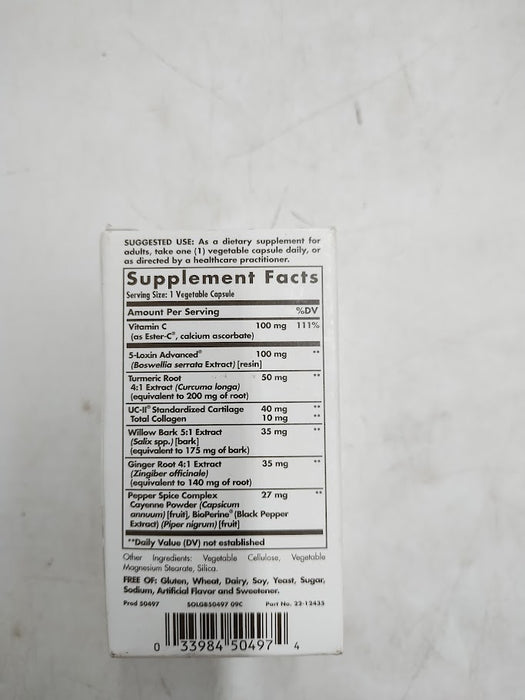 SUGGESTED USE: As a dietary supplement for
adults, take one (1) vegetable capsule daily, or
as directed by a healthcare practitioner.
Supplement Facts
Serving Size: 1 Vegetable Capsule
Amount Per Serving %DV
Vitamin C 100 mg 111%
(as Ester-C®, calcium ascorbate)
5-Loxin Advanced® 100 mg **
(Boswellia serrata Extract) [resin]
Turmeric Root 50 mg **
4:1 Extract (Curcuma longa)
(equivalent to 200 mg of root)
UC-II® Standardized Cartilage 40 mg **
Total Collagen 10 mg **
Willow Bark 5:1 Extract 35 mg **
(Salix spp.) [bark]
(equivalent to 175 mg of bark)
Ginger Root 4:1 Extract 35 mg **
(Zingiber officinale)
(equivalent to 140 mg of root)
Pepper Spice Complex 27 mg **
Cayenne Powder (Capsicum
annuum) [fruit], BioPerine® (Black Pepper
Extract) (Piper nigrum) [fruit]
**Daily Value (DV) not established
Other Ingredients: Vegetable Cellulose, Vegetable
Magnesium Stearate, Silica.
FREE OF: Gluten, Wheat, Dairy, Soy, Yeast, Sugar,
Sodium, Artificial Flavor and Sweetener.
Prod 50497 SOLGB50497 09C Part No. 22-12435
0 33984 50497 4